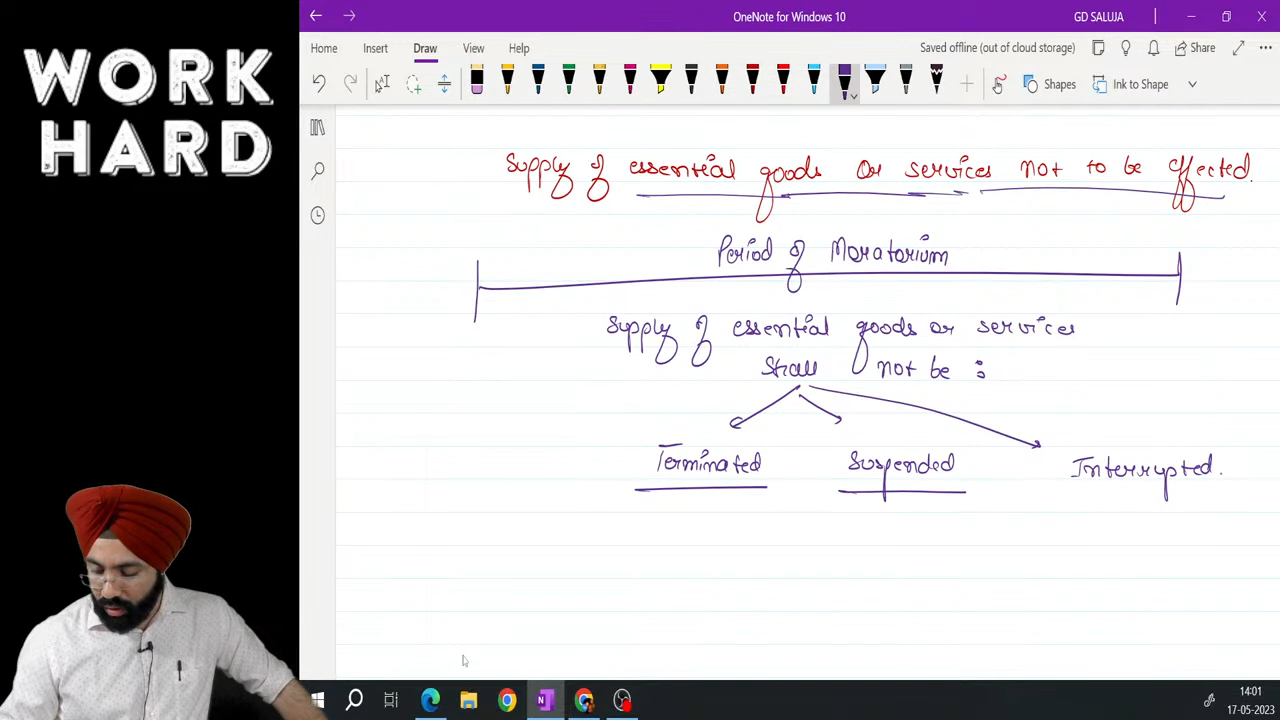 WORK
HARD
OneNote for Windows 10
GD SALUJA
Home Insert Draw View Help
Saved offline (out of cloud storage)
Share
Shapes
Ink to Shape
Supply of essential goods Or services not to be effected.
Period of Moratorium
Supply of essential goods or services
Shall not be :
Terminated Suspended Interrupted.
14:01
17-05-2023